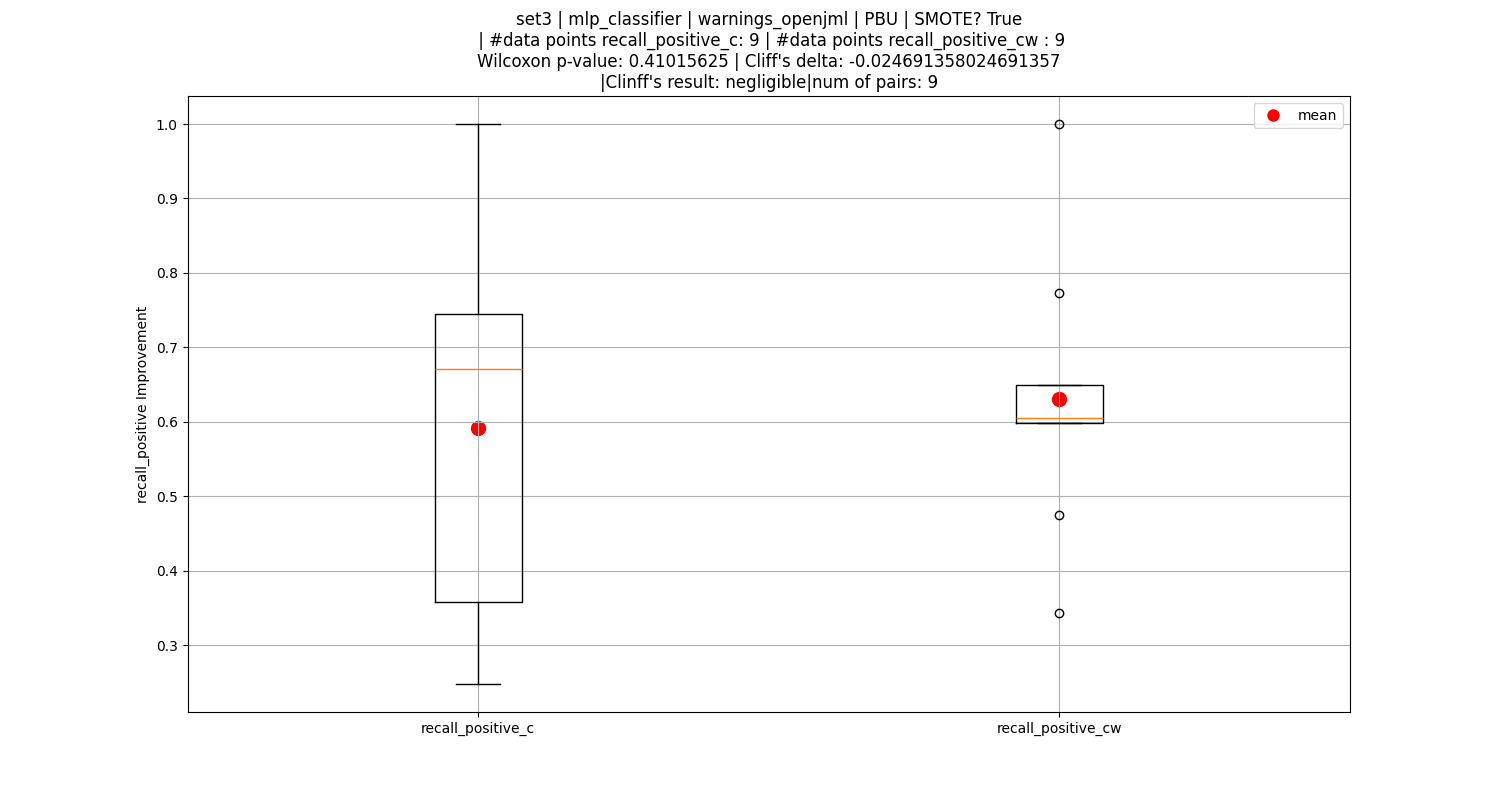 set3 | mlp_classifier | warnings_openjml | PBU | SMOTE? True
| #data points recall_positive_c: 9 | #data points recall_positive_cw : 9
Wilcoxon p-value: 0.41015625 | Cliff's delta: -0.024691358024691357
|Clinff's result: negligible|num of pairs: 9
mean
1.0
0.9
0.8
0.7
0.6
0.5
0.4
0.3
recall_positive Improvement
recall_positive_c
recall_positive_cw